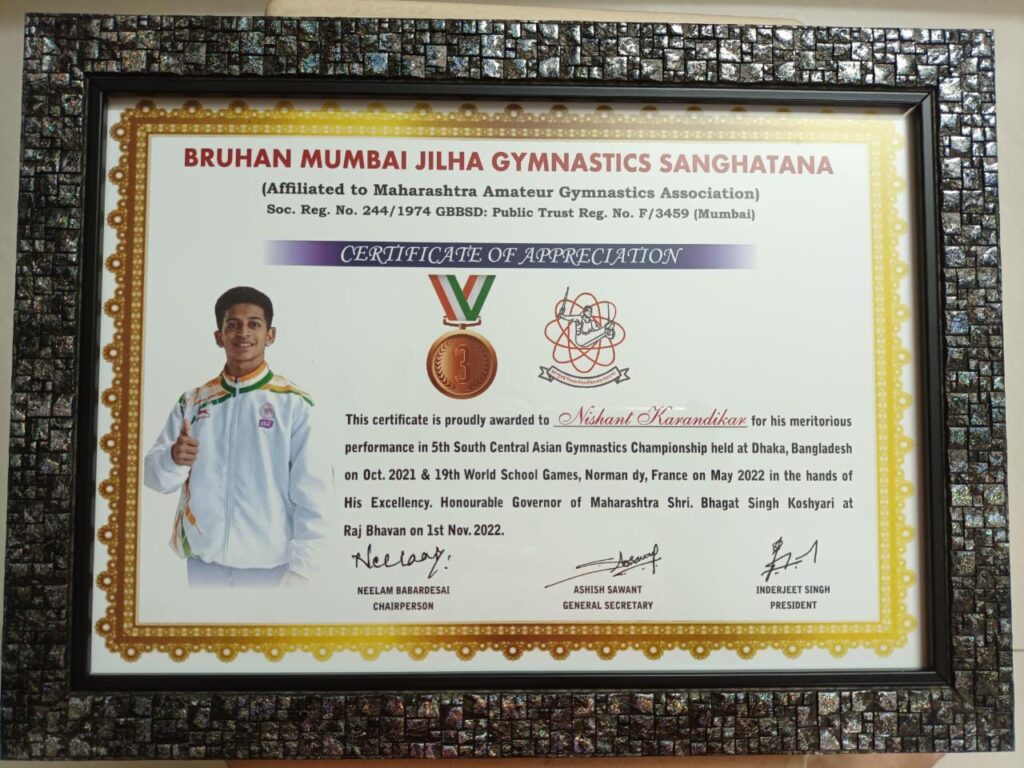 BRUHAN MUMBAI JILHA GYMNASTICS SANGHATANA
(Affiliated to Maharashtra Amateur Gymnastics Association)
Soc. Reg. No. 244/1974 GBBSD: Public Trust Reg. No. F/3459 (Mumbai)
CERTIFICATE OF APPRECIATION
3
This certificate is proudly awarded to Nishant Karandikar for his meritorious
performance in 5th South Central Asian Gymnastics Championship held at Dhaka, Bangladesh
on Oct. 2021 & 19th World School Games, Norman dy, France on May 2022 in the hands of
His Excellency. Honourable Governor of Maharashtra Shri. Bhagat Singh Koshyari at
Raj Bhavan on 1st Nov. 2022.
NEELAM BABARDESAI
CHAIRPERSON
ASHISH SAWANT
GENERAL SECRETARY
INDERJEET SINGH
PRESIDENT